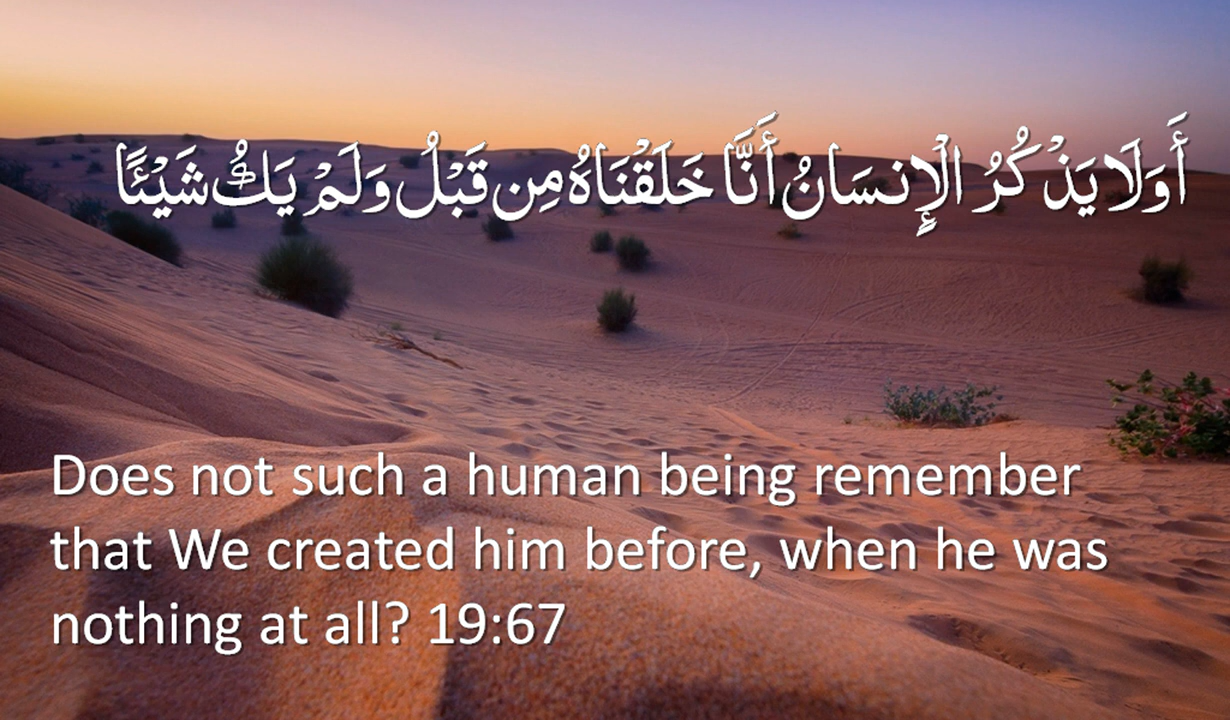 أَوَلَا يَذْكُرُ الْإِنسَانُ أَنَّا خَلَقْنَاهُ مِن قَبْلُ وَلَمْ يَكُ شَيْئًا
Does not such a human being remember
that We created him before, when he was
nothing at all? 19:67